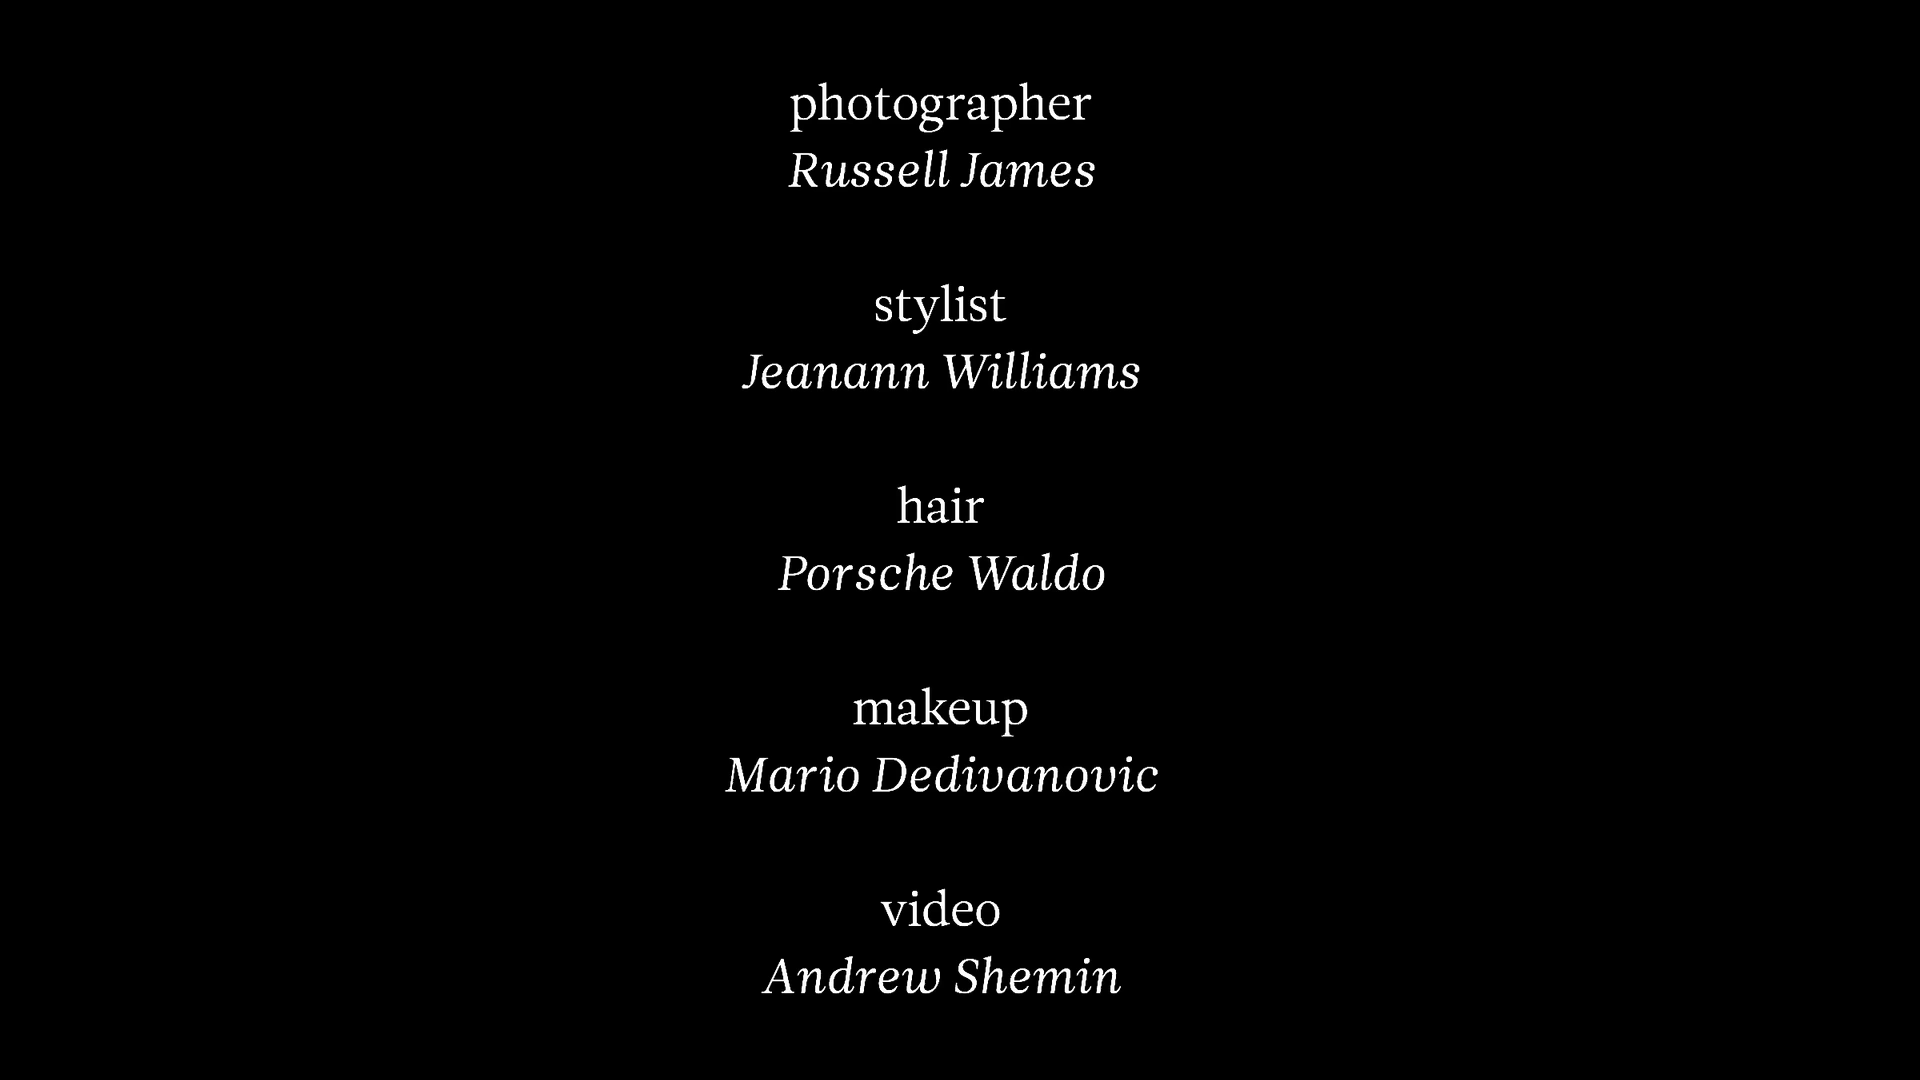 photographer
Russell James
stylist
Jeanann Williams
hair
Porsche Waldo
makeup
Mario Dedivanovic
video
Andrew Shemin